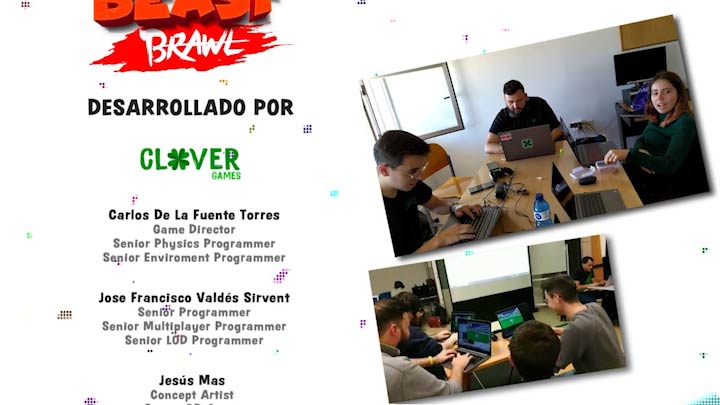 BEAST
BRAWL
DESARROLLADO POR
CLOVER
GAMES
Carlos De La Fuente Torres
Game Director
Senior Physics Programmer
Senior Enviroment Programmer
Jose Francisco Valdés Sirvent
Senior Programmer
Senior Multiplayer Programmer
Senior LOD Programmer
Jesús Mas
Concept Artist